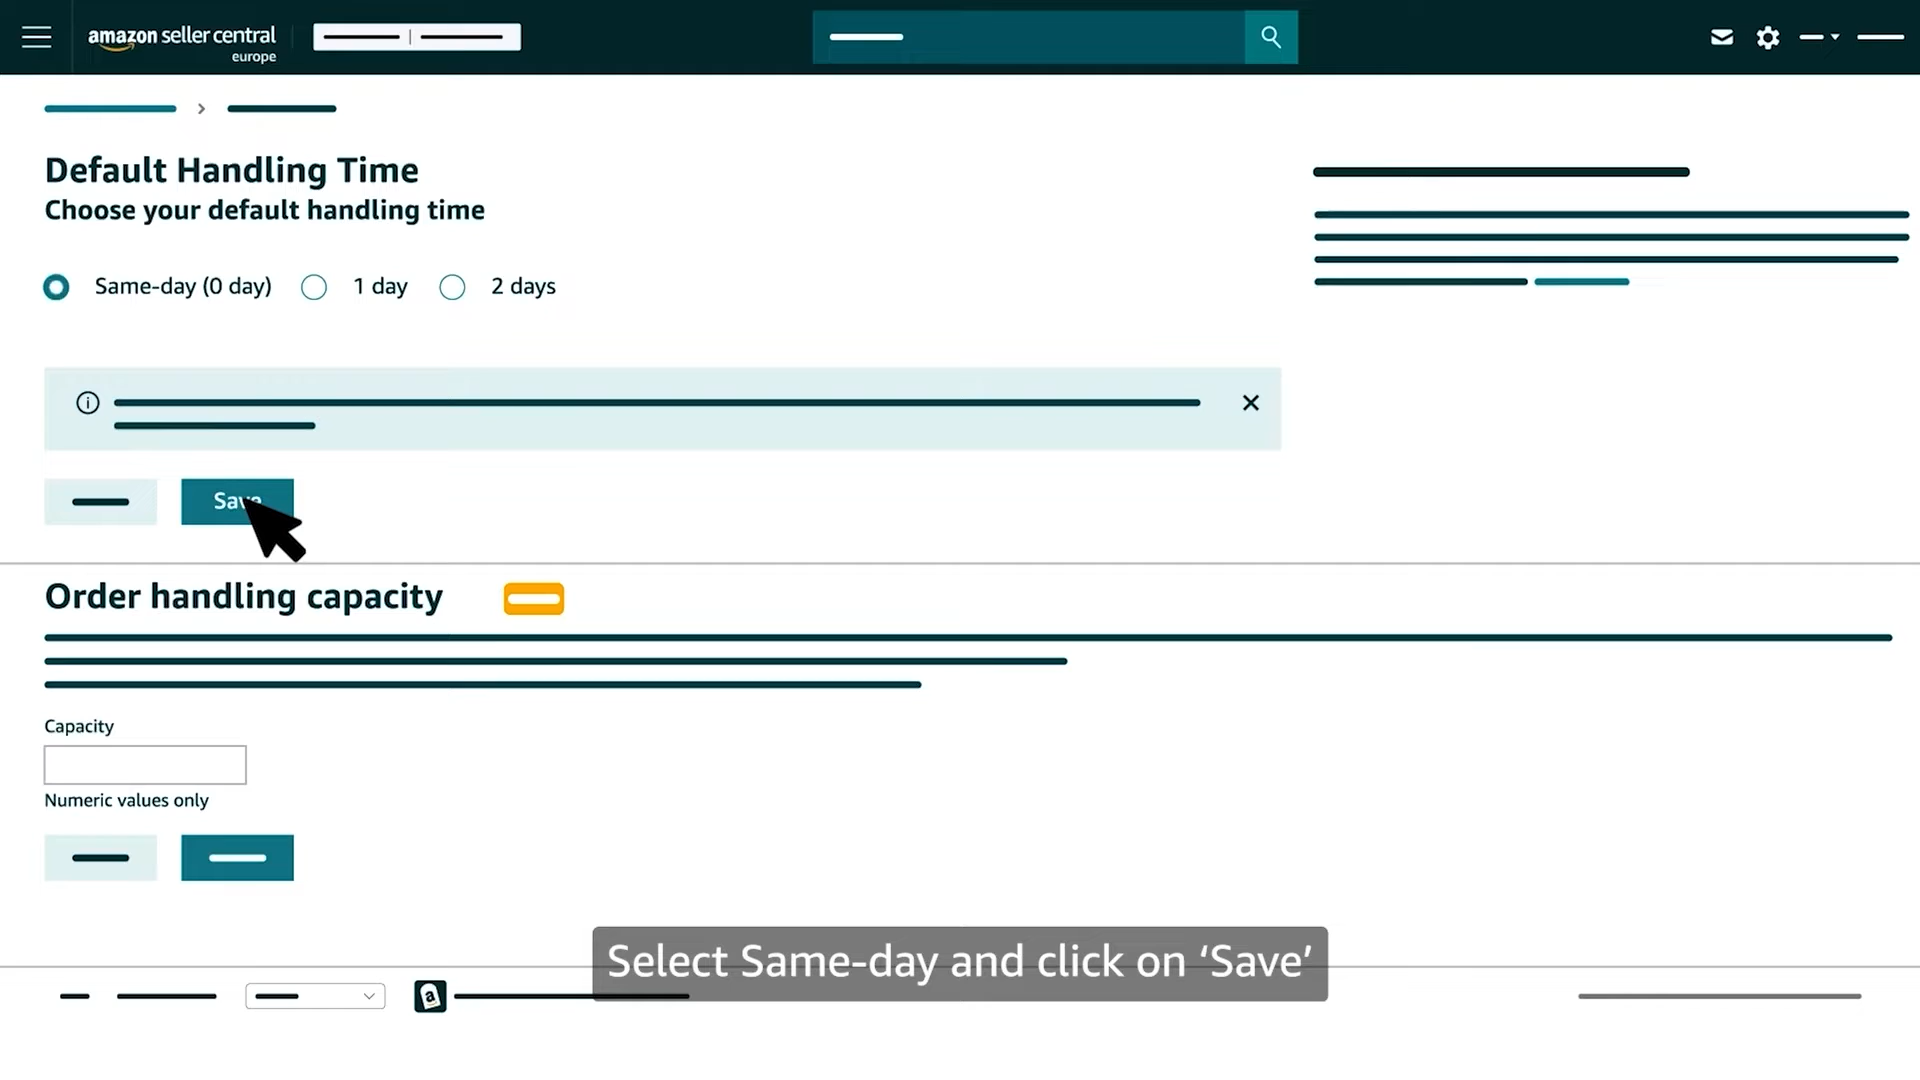 amazon seller central
europe
Default Handling Time
Choose your default handling time
Same-day (0 day) 1 day 2 days
Save
Order handling capacity
Capacity
Numeric values only
Select Same-day and click on ‘Save’
a